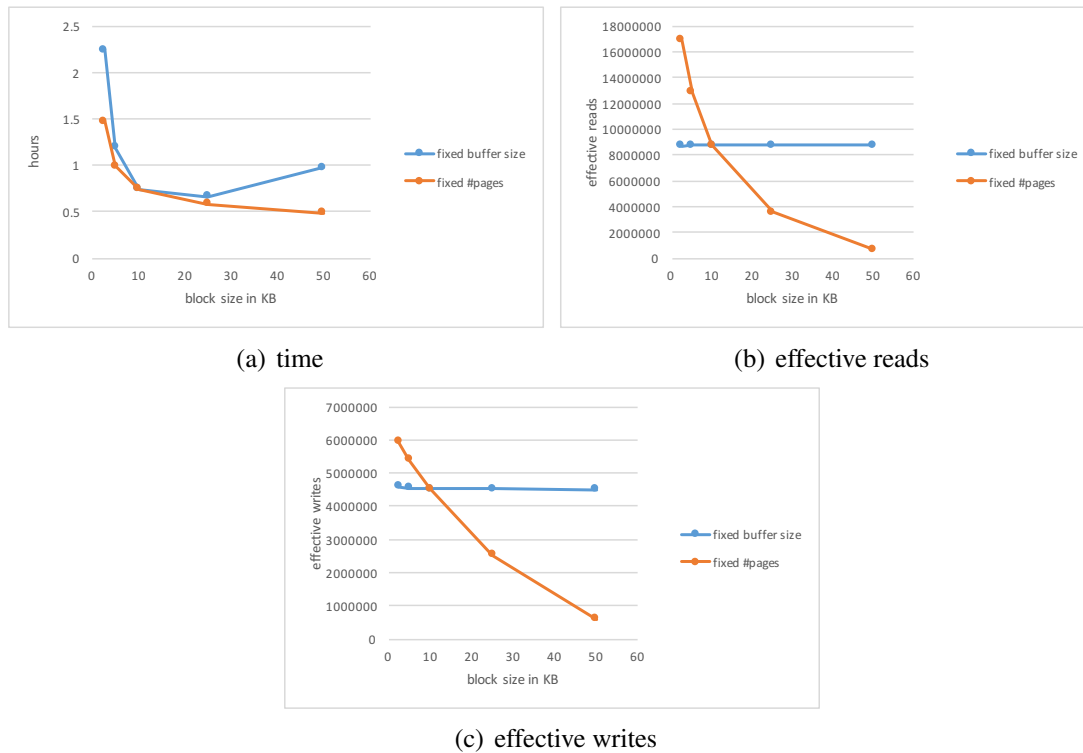 2.5
2
1.5
1
0.5
0
hours
0 10 20 30 40 50 60
block size in KB
fixed buffer size
fixed #pages
(a) time
18000000
16000000
14000000
12000000
10000000
8000000
6000000
4000000
2000000
0
effective reads
0 10 20 30 40 50 60
block size in KB
fixed buffer size
fixed #pages
(b) effective reads
7000000
6000000
5000000
4000000
3000000
2000000
1000000
0
effective writes
0 10 20 30 40 50 60
block size in KB
fixed buffer size
fixed #pages
(c) effective writes